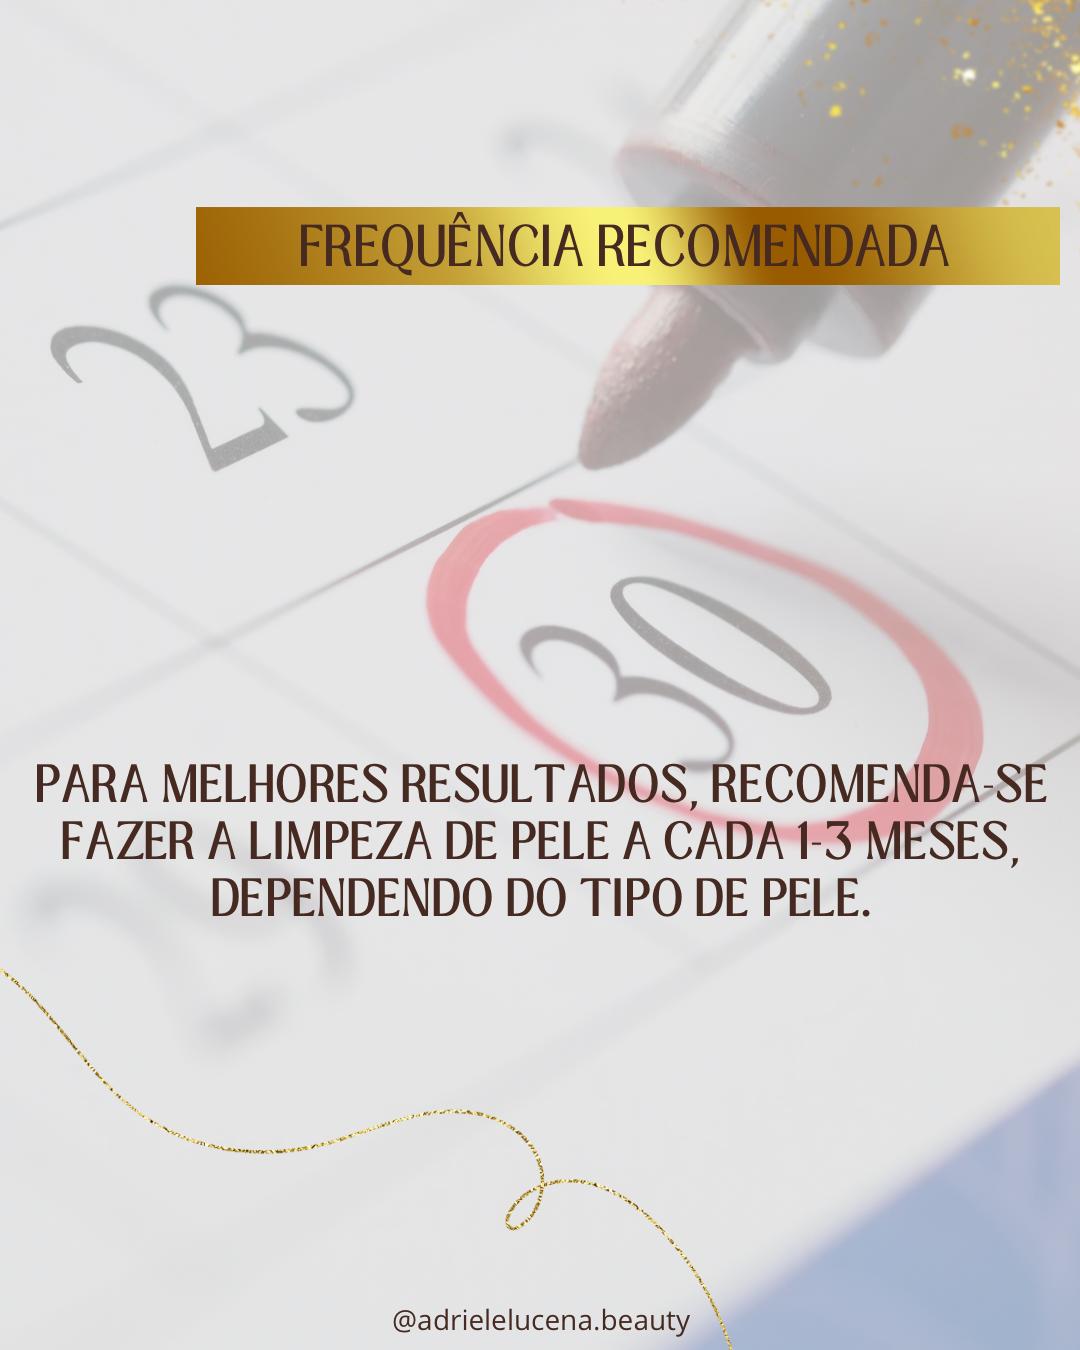 FREQUÊNCIA RECOMENDADA
23
30
PARA MELHORES RESULTADOS, RECOMENDA-SE
FAZER A LIMPEZA DE PELE A CADA 1-3 MESES,
DEPENDENDO DO TIPO DE PELE.
@adrielelucena.beauty